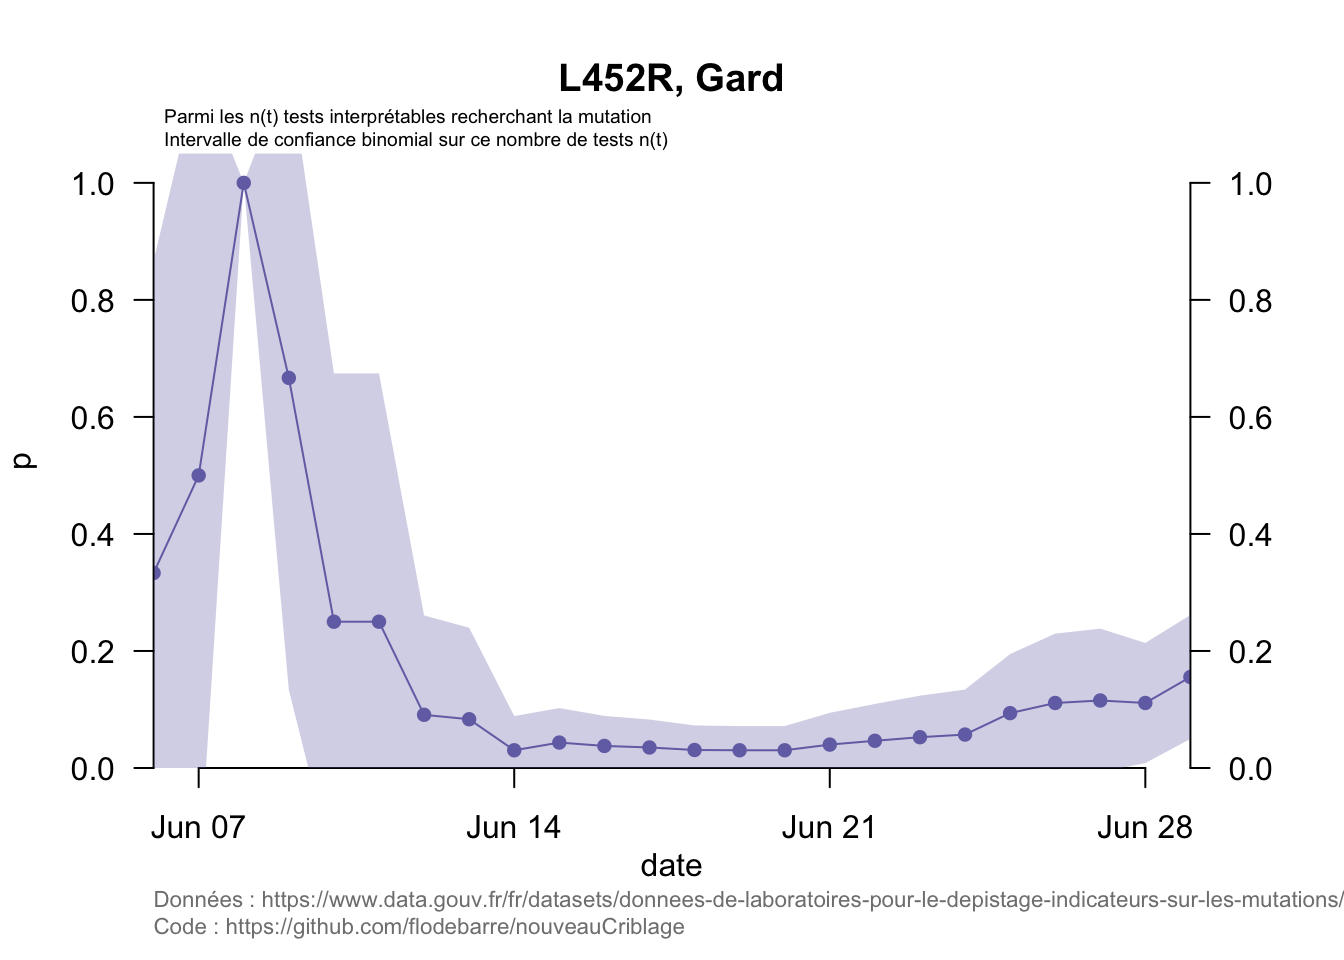 L452R, Gard
Parmi les n(t) tests interprétables recherchant la mutation
Intervalle de confiance binomial sur ce nombre de tests n(t)
1.0
0.8
0.6
0.4
0.2
0.0
p
1.0
0.8
0.6
0.4
0.2
0.0
Jun 07
Jun 14
Jun 21
Jun 28
date
Données : https://www.data.gouv.fr/fr/datasets/donnees-de-laboratoires-pour-le-depistage-indicateurs-sur-les-mutations/
Code : https://github.com/flodebarre/nouveauCriblage